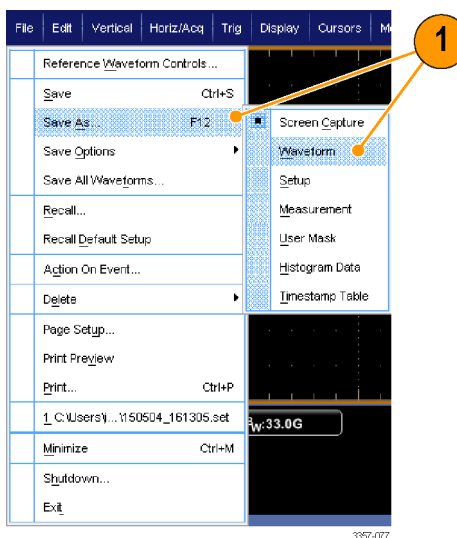 File Edit Vertical Horiz/Acq Trig Display Cursors
1
Reference Waveform Controls...
Save Ctrl+S
Save As... F12
Save Options
Save All Waveforms...
Recall...
Recall Default Setup
Action On Event...
Delete
Page Setup...
Print Preview
Print... Ctrl+P
1 C:\Users\j...\150504_161305.set
Minimize Ctrl+M
Shutdown...
Exit
Screen Capture
Waveform
Setup
Measurement
User Mask
Histogram Data
Timestamp Table
BW:33.0G
3357-077